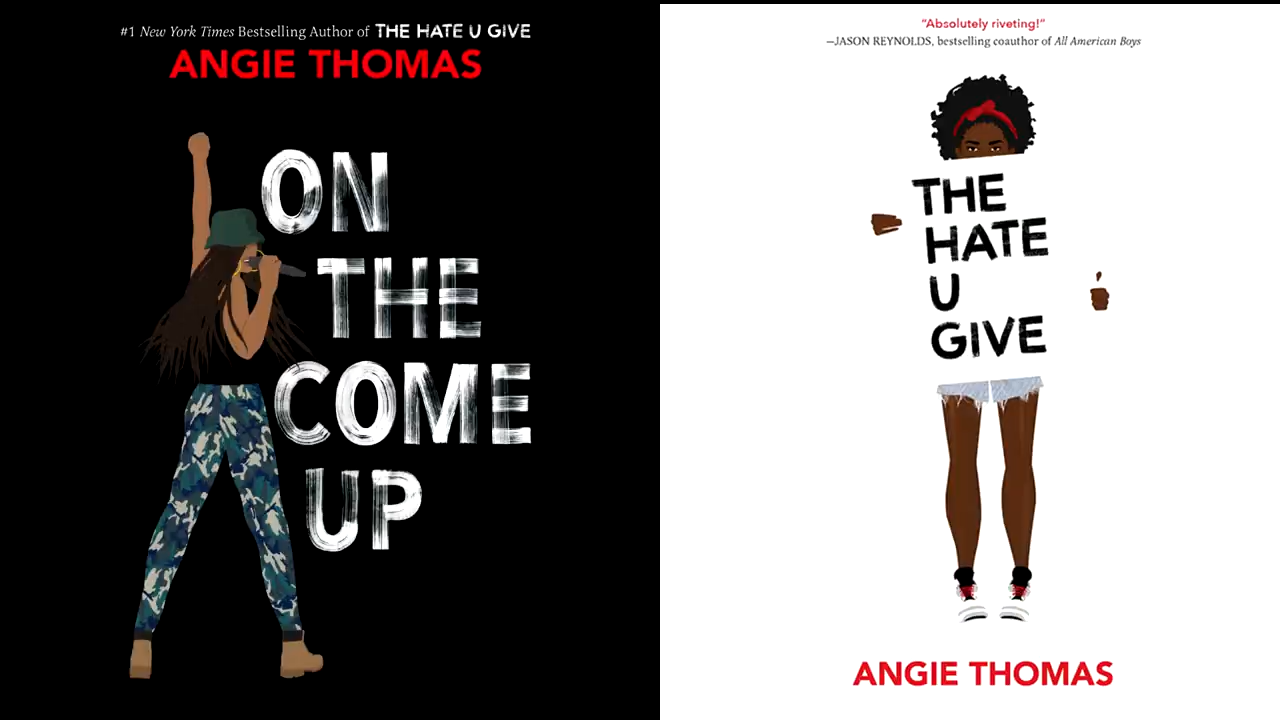 #1 New York Times Bestselling Author of THE HATE U GIVE
ANGIE THOMAS
ON
THE
COME
UP
"Absolutely riveting!"
—JASON REYNOLDS, bestselling coauthor of All American Boys
THE
HATE
U
GIVE
ANGIE THOMAS